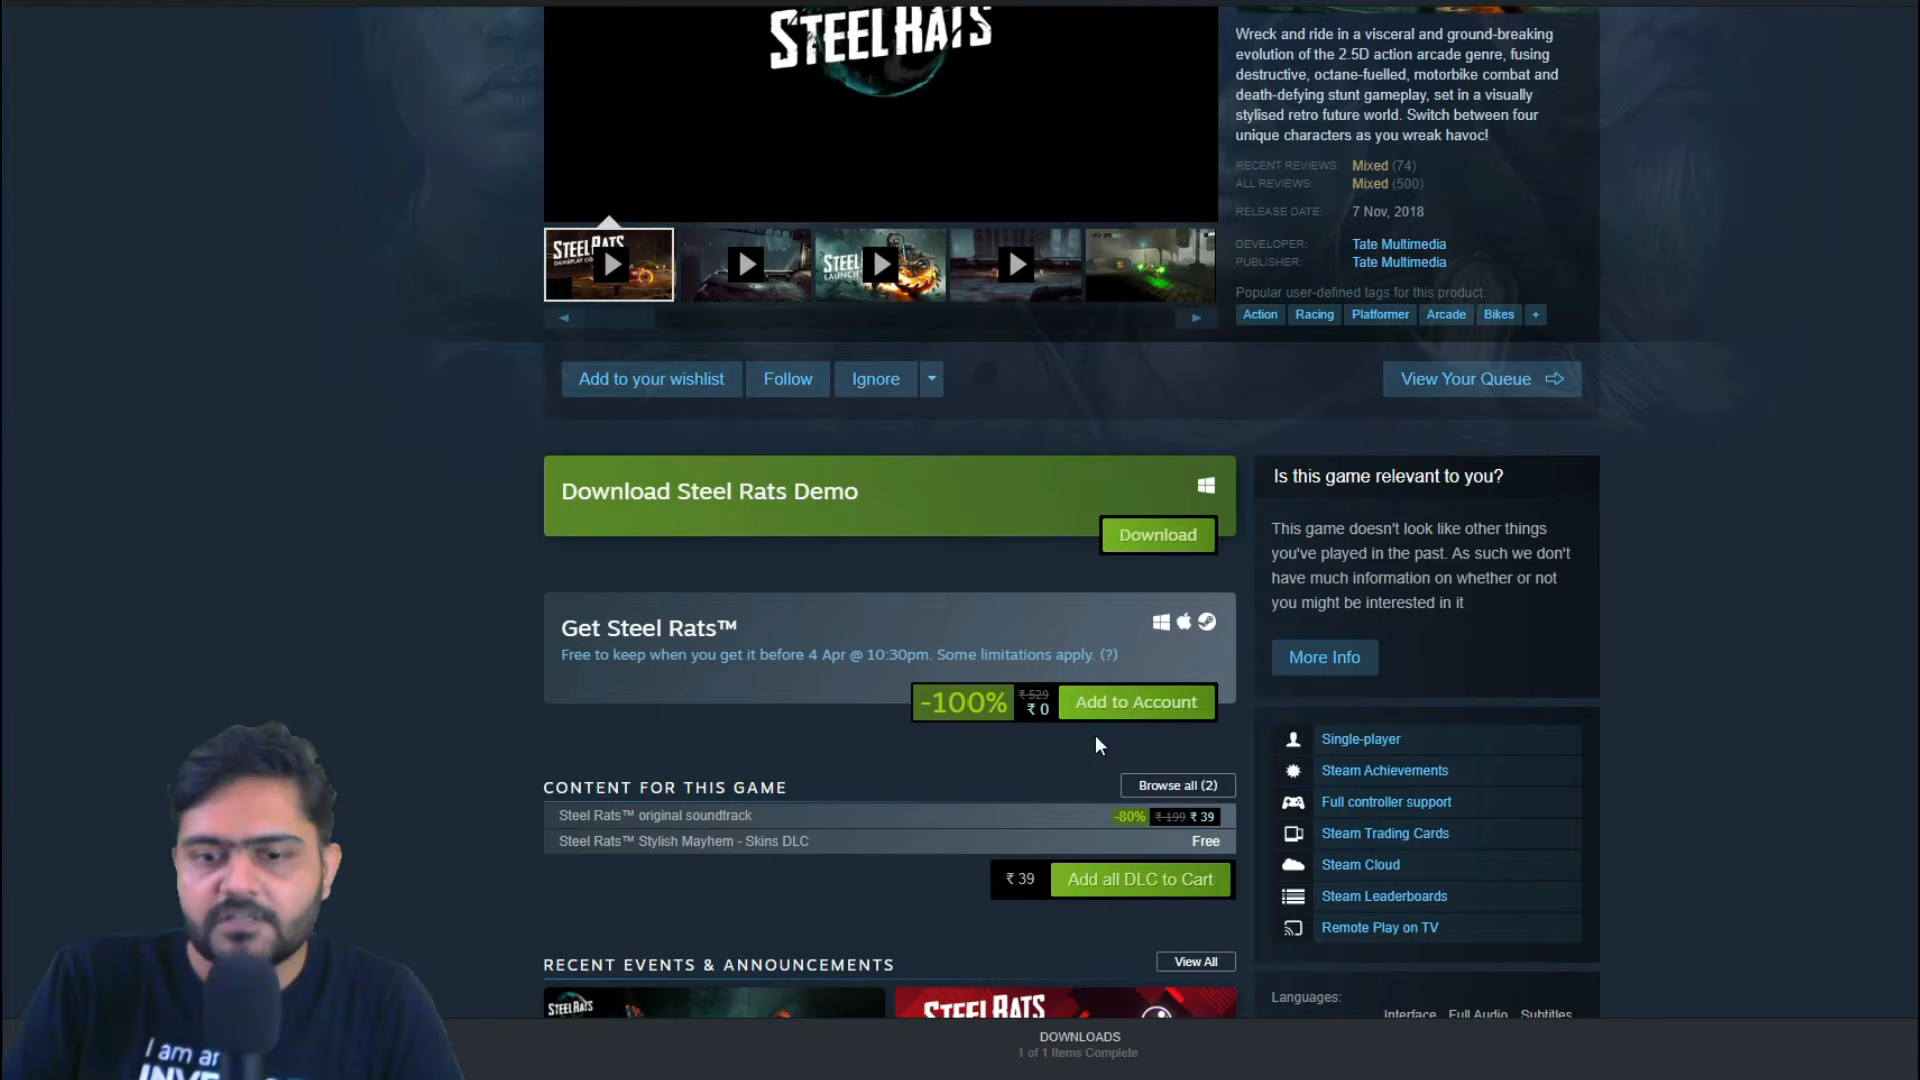 STEEL RATS
Wreck and ride in a visceral and ground-breaking
evolution of the 2.5D action arcade genre, fusing
destructive, octane-fuelled, motorbike combat and
death-defying stunt gameplay, set in a visually
stylised retro future world. Switch between four
unique characters as you wreak havoc!
RECENT REVIEWS: Mixed (74)
ALL REVIEWS: Mixed (500)
RELEASE DATE: 7 Nov, 2018
DEVELOPER: Tate Multimedia
PUBLISHER: Tate Multimedia
Popular user-defined tags for this product:
Action Racing Platformer Arcade Bikes +
STEEL RATS
STEEL
LAUNCH
Add to your wishlist Follow Ignore View Your Queue
Download Steel Rats Demo
Download
Get Steel Rats™
Free to keep when you get it before 4 Apr @ 10:30pm. Some limitations apply. (?)
-100% ₹ 529 ₹ 0 Add to Account
CONTENT FOR THIS GAME Browse all (2)
Steel Rats™ original soundtrack -80% ₹ 199 ₹ 39
Steel Rats™ Stylish Mayhem - Skins DLC Free
₹ 39 Add all DLC to Cart
RECENT EVENTS & ANNOUNCEMENTS View All
STEEL RATS
STEEL RATS
Is this game relevant to you?
This game doesn't look like other things
you've played in the past. As such we don't
have much information on whether or not
you might be interested in it
More Info
Single-player
Steam Achievements
Full controller support
Steam Trading Cards
Steam Cloud
Steam Leaderboards
Remote Play on TV
Languages:
Interface Full Audio Subtitles
DOWNLOADS
1 of 1 Items Complete
I am an